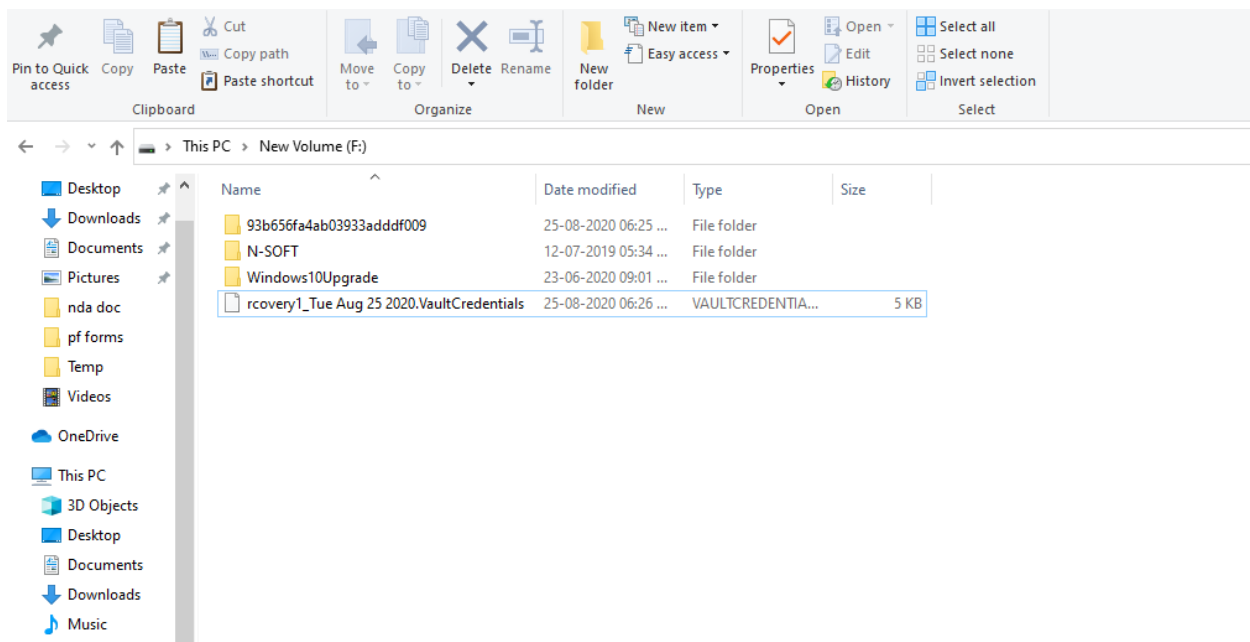 Cut
Copy path
Paste shortcut
Pin to Quick access
Copy
Paste
Clipboard
Move to
Copy to
Delete
Rename
Organize
New folder
New item
Easy access
New
Properties
Open
Edit
History
Open
Select all
Select none
Invert selection
Select
This PC > New Volume (F:)
Desktop
Downloads
Documents
Pictures
nda doc
pf forms
Temp
Videos
OneDrive
This PC
3D Objects
Desktop
Documents
Downloads
Music
Name Date modified Type Size
93b656fa4ab03933adddf009 25-08-2020 06:25 ... File folder
N-SOFT 12-07-2019 05:34 ... File folder
Windows10Upgrade 23-06-2020 09:01 ... File folder
rcovery1_Tue Aug 25 2020.VaultCredentials 25-08-2020 06:26 ... VAULTCREDENTIA... 5 KB